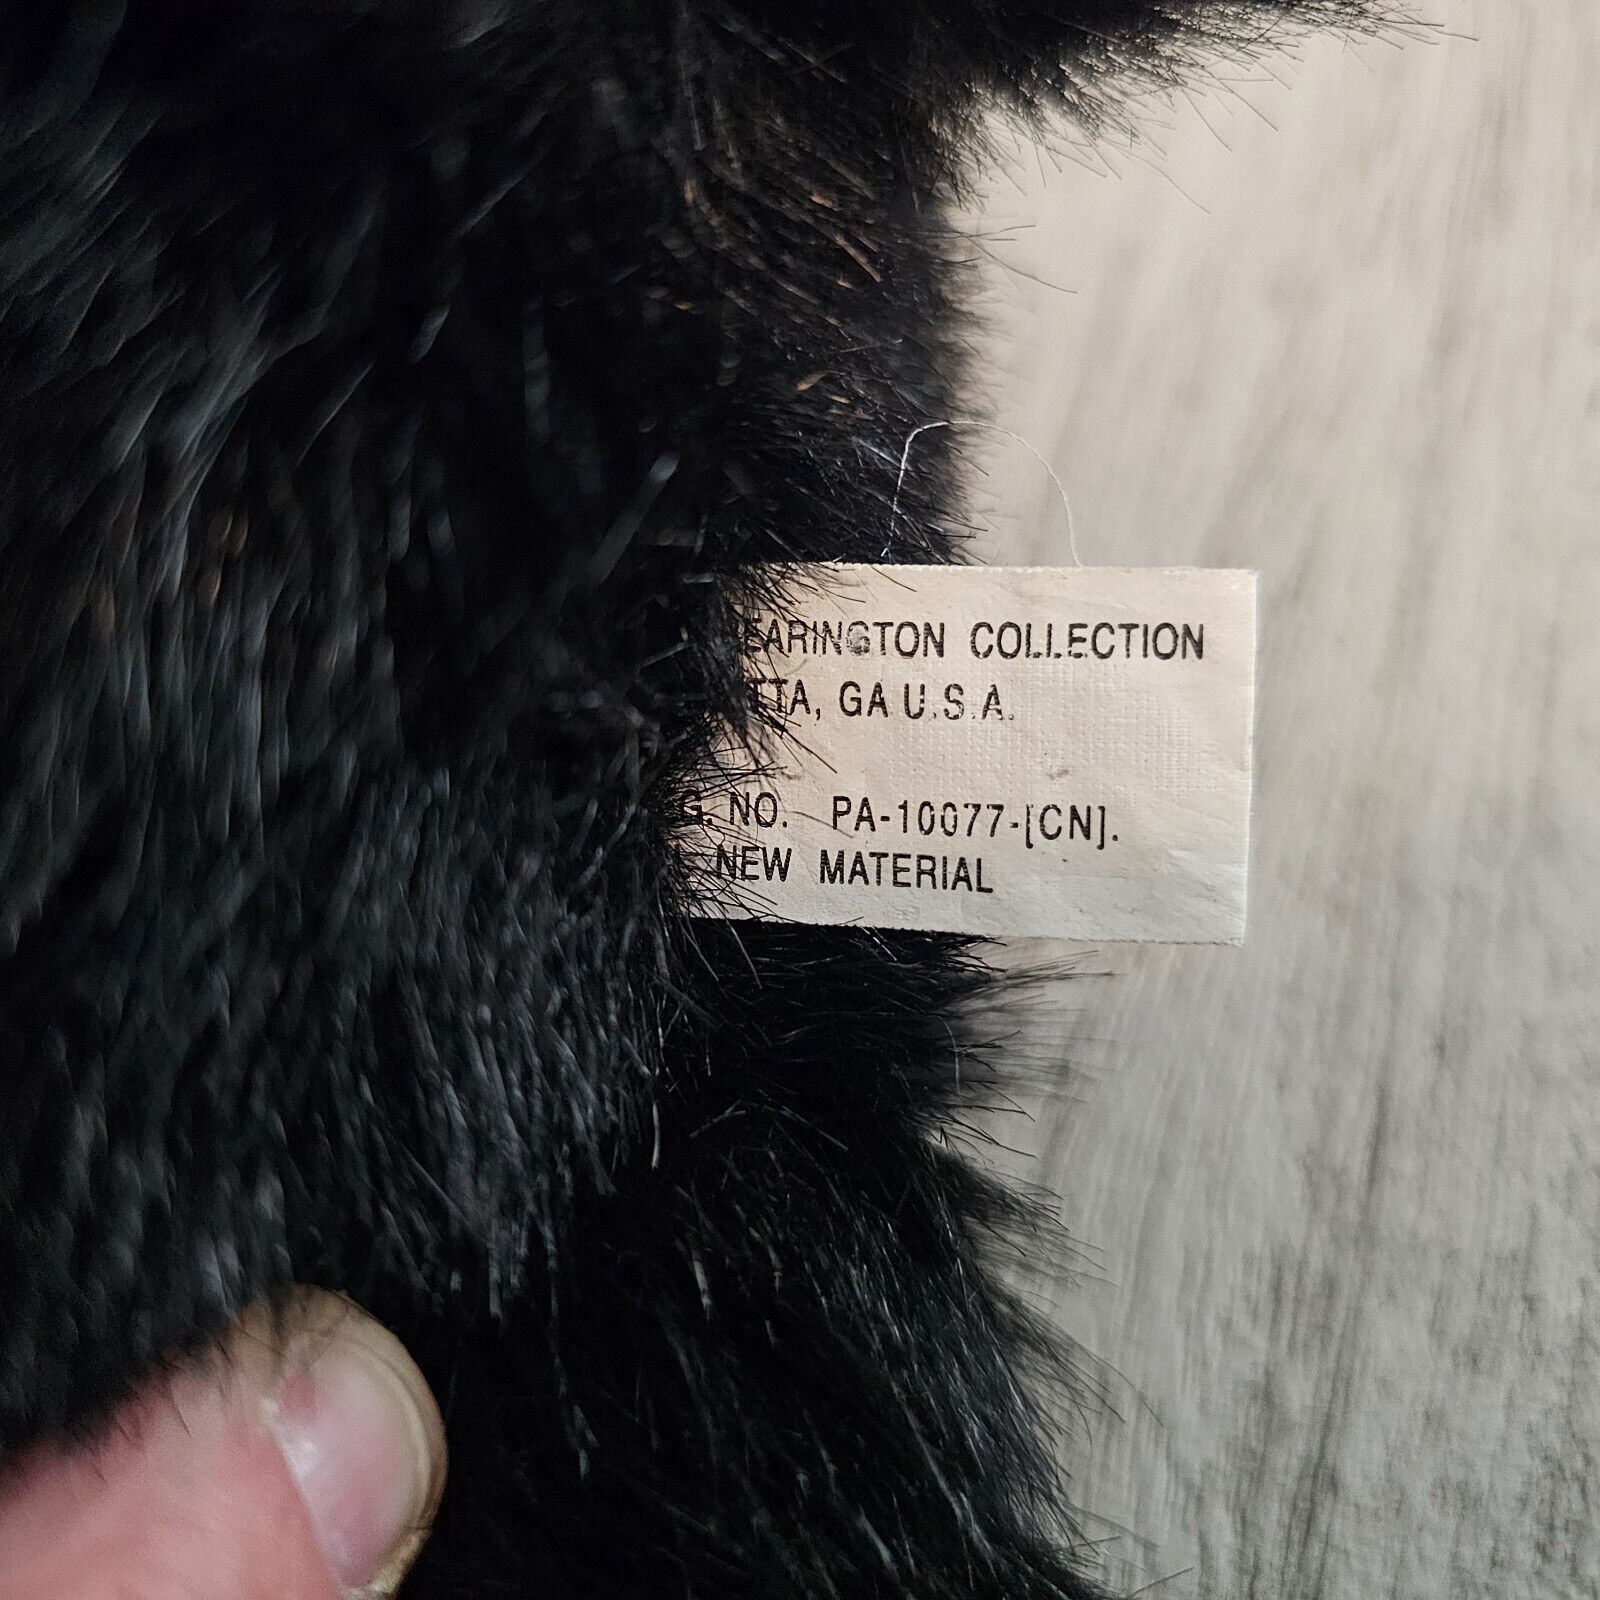 EARINGTON COLLECTION
TTA, GA U.S.A.
G. NO. PA-10077-[CN].
NEW MATERIAL